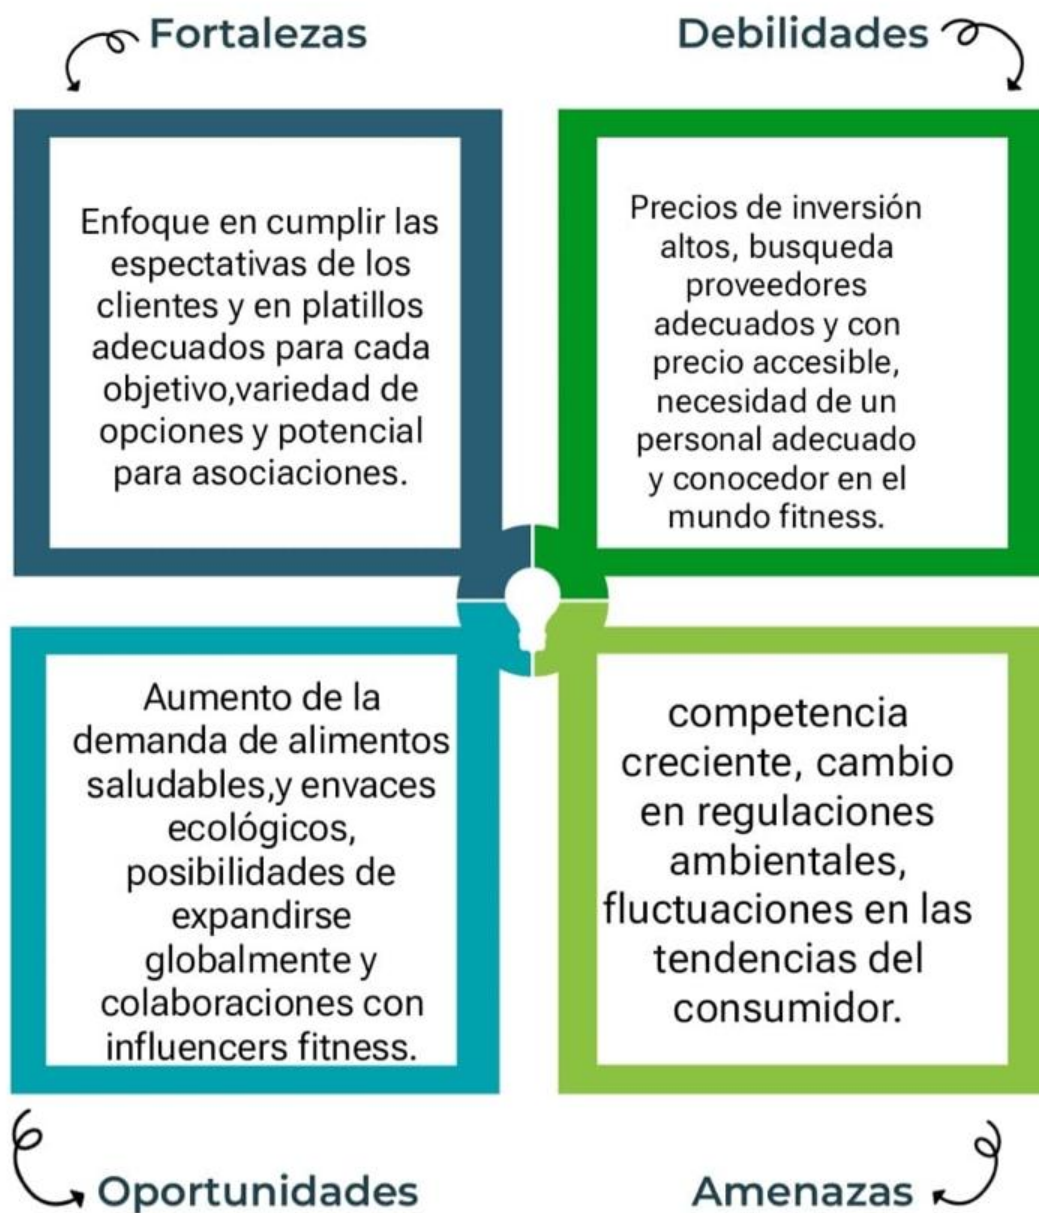 Fortalezas
Enfoque en cumplir las
espectativas de los
clientes y en platillos
adecuados para cada
objetivo,variedad de
opciones y potencial
para asociaciones.
Debilidades
Precios de inversión
altos, busqueda
proveedores
adecuados y con
precio accesible,
necesidad de un
personal adecuado
y conocedor en el
mundo fitness.
Aumento de la
demanda de alimentos
saludables,y envaces
ecológicos,
posibilidades de
expandirse
globalmente y
colaboraciones con
influencers fitness.
Oportunidades
competencia
creciente, cambio
en regulaciones
ambientales,
fluctuaciones en las
tendencias del
consumidor.
Amenazas